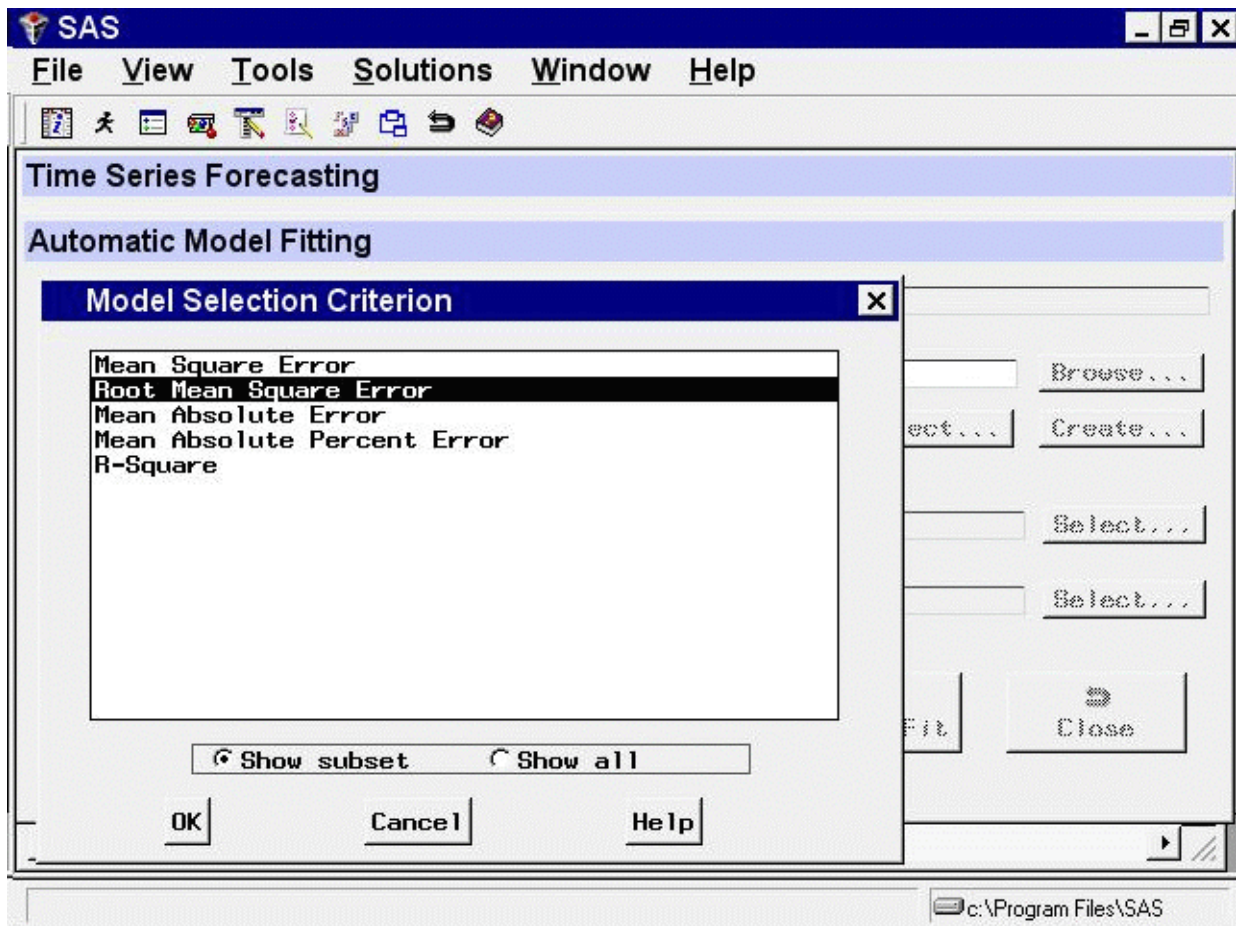 SAS
File View Tools Solutions Window Help
Time Series Forecasting
Automatic Model Fitting
Model Selection Criterion
Mean Square Error
Root Mean Square Error
Mean Absolute Error
Mean Absolute Percent Error
R-Square
Browse...
ect... Create...
Select...
Select...
Fit Close
Show subset Show all
OK Cancel Help
c:\Program Files\SAS